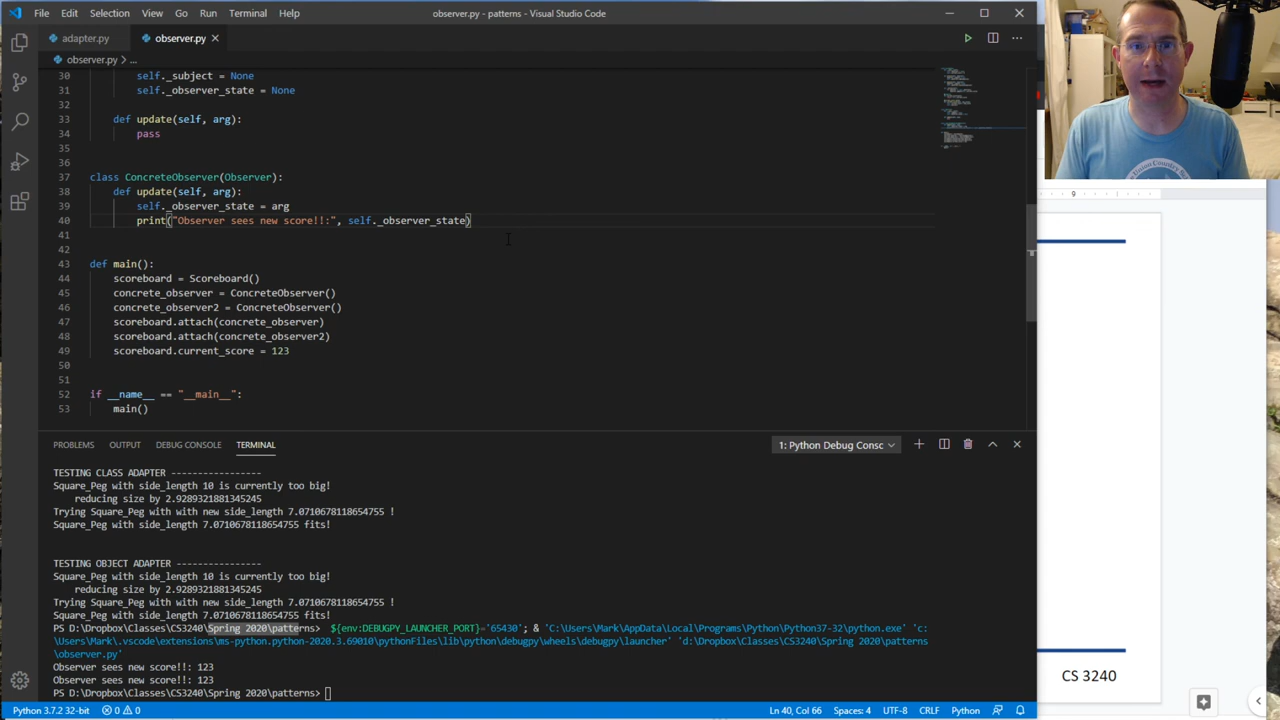 File Edit Selection View Go Run Terminal Help
observer.py - patterns - Visual Studio Code
adapter.py
observer.py
observer.py > ...
30 self._subject = None
31 self._observer_state = None
32
33 def update(self, arg):
34 pass
35
36
37 class ConcreteObserver(Observer):
38 def update(self, arg):
39 self._observer_state = arg
40 print("Observer sees new score!!:", self._observer_state)
41
42
43 def main():
44 scoreboard = Scoreboard()
45 concrete_observer = ConcreteObserver()
46 concrete_observer2 = ConcreteObserver()
47 scoreboard.attach(concrete_observer)
48 scoreboard.attach(concrete_observer2)
49 scoreboard.current_score = 123
50
51
52 if __name__ == "__main__":
53 main()
PROBLEMS OUTPUT DEBUG CONSOLE TERMINAL
1: Python Debug Consc
TESTING CLASS ADAPTER -----------------
Square_Peg with side_length 10 is currently too big!
reducing size by 2.9289321881345245
Trying Square_Peg with with new side_length 7.0710678118654755 !
Square_Peg with side_length 7.0710678118654755 fits!
TESTING OBJECT ADAPTER ----------------
Square_Peg with side_length 10 is currently too big!
reducing size by 2.9289321881345245
Trying Square_Peg with with new side_length 7.0710678118654755 !
Square_Peg with side_length 7.0710678118654755 fits!
PS D:\Dropbox\Classes\CS3240\Spring 2020\patterns> ${env:DEBUGPY_LAUNCHER_PORT}='65430'; & 'C:\Users\Mark\AppData\Local\Programs\Python\Python37-32\python.exe' 'c:
\Users\Mark\.vscode\extensions\ms-python.python-2020.3.69010\pythonFiles\lib\python\debugpy\wheels\debugpy\launcher' 'd:\Dropbox\Classes\CS3240\Spring 2020\patterns
\observer.py'
Observer sees new score!!: 123
Observer sees new score!!: 123
PS D:\Dropbox\Classes\CS3240\Spring 2020\patterns>
Python 3.7.2 32-bit 0 0
Ln 40, Col 66 Spaces: 4 UTF-8 CRLF Python
9
CS 3240